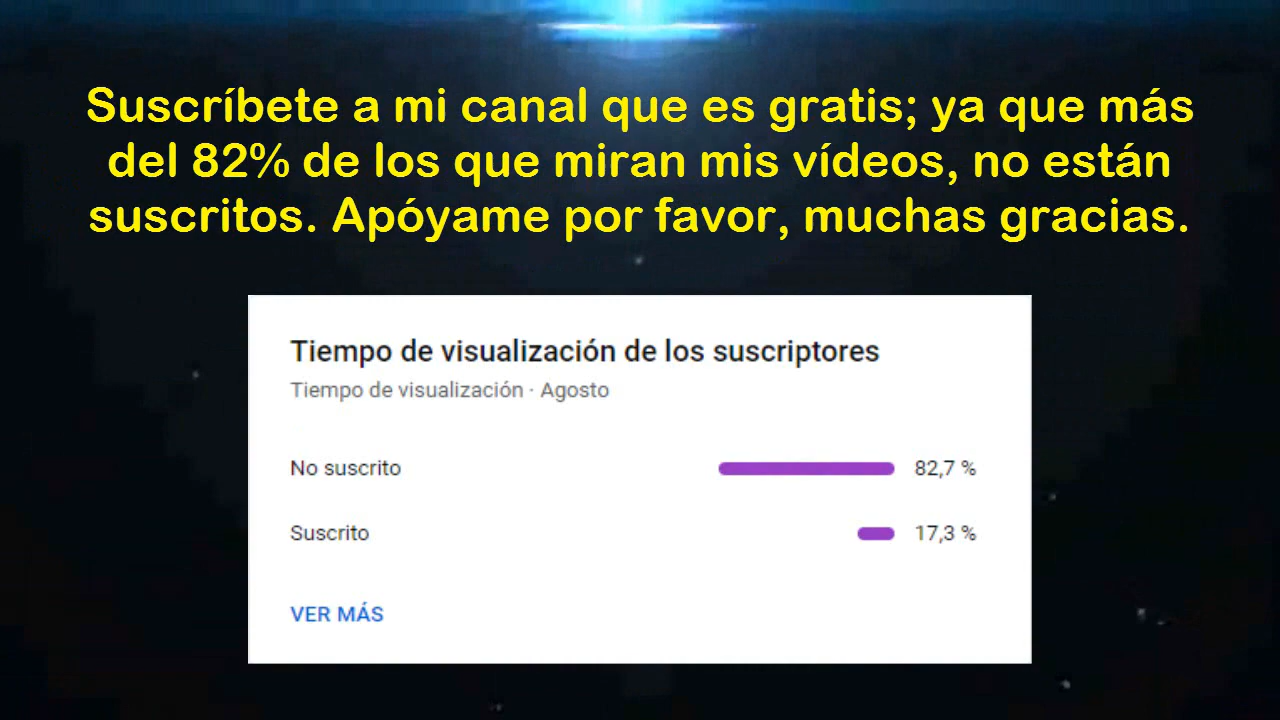 Suscríbete a mi canal que es gratis; ya que más
del 82% de los que miran mis vídeos, no están
suscritos. Apóyame por favor, muchas gracias.
Tiempo de visualización de los suscriptores
Tiempo de visualización · Agosto
No suscrito 82,7 %
Suscrito 17,3 %
VER MÁS